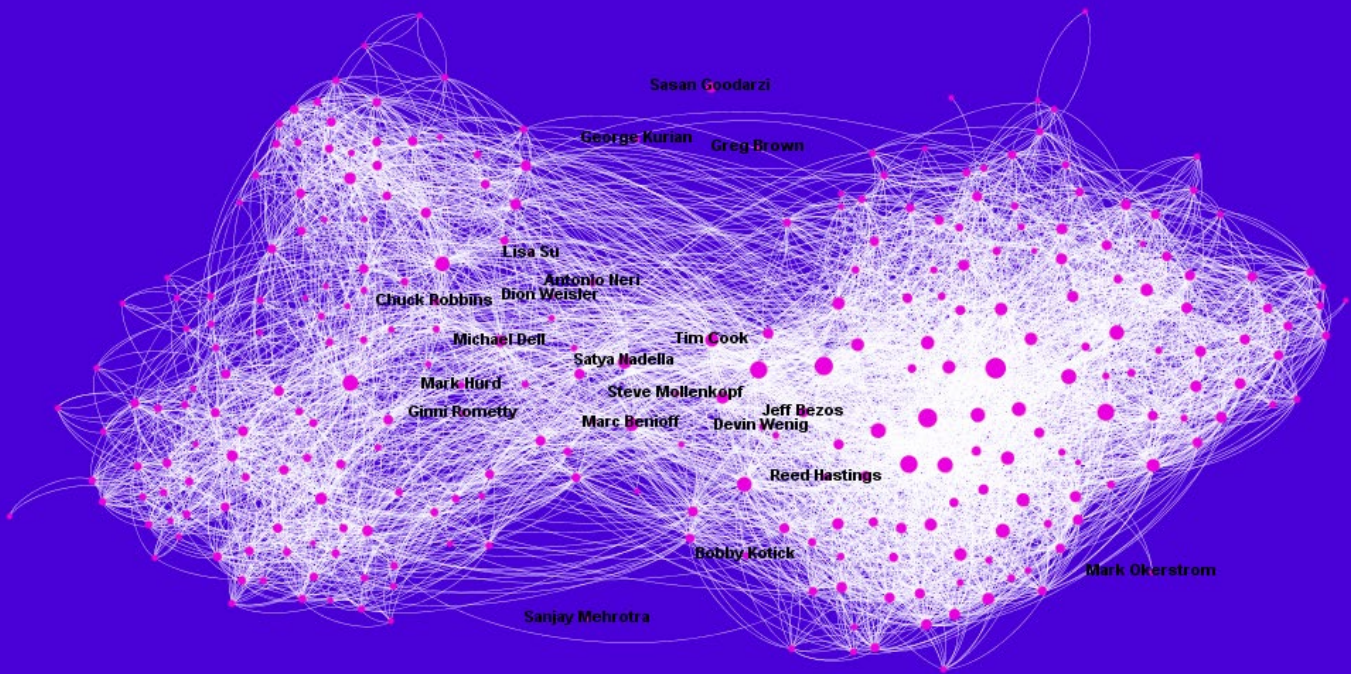 Sasan Goodarzi
George Kurian
Greg Brown
Lisa Su
Antonio Neri
Dion Weisler
Chuck Robbins
Michael Dell
Tim Cook
Satya Nadella
Mark Hurd
Steve Mollenkopf
Ginni Rometty
Jeff Bezos
Marc Benioff
Devin Wenig
Reed Hastings
Bobby Kotick
Mark Okerstrom
Sanjay Mehrotra